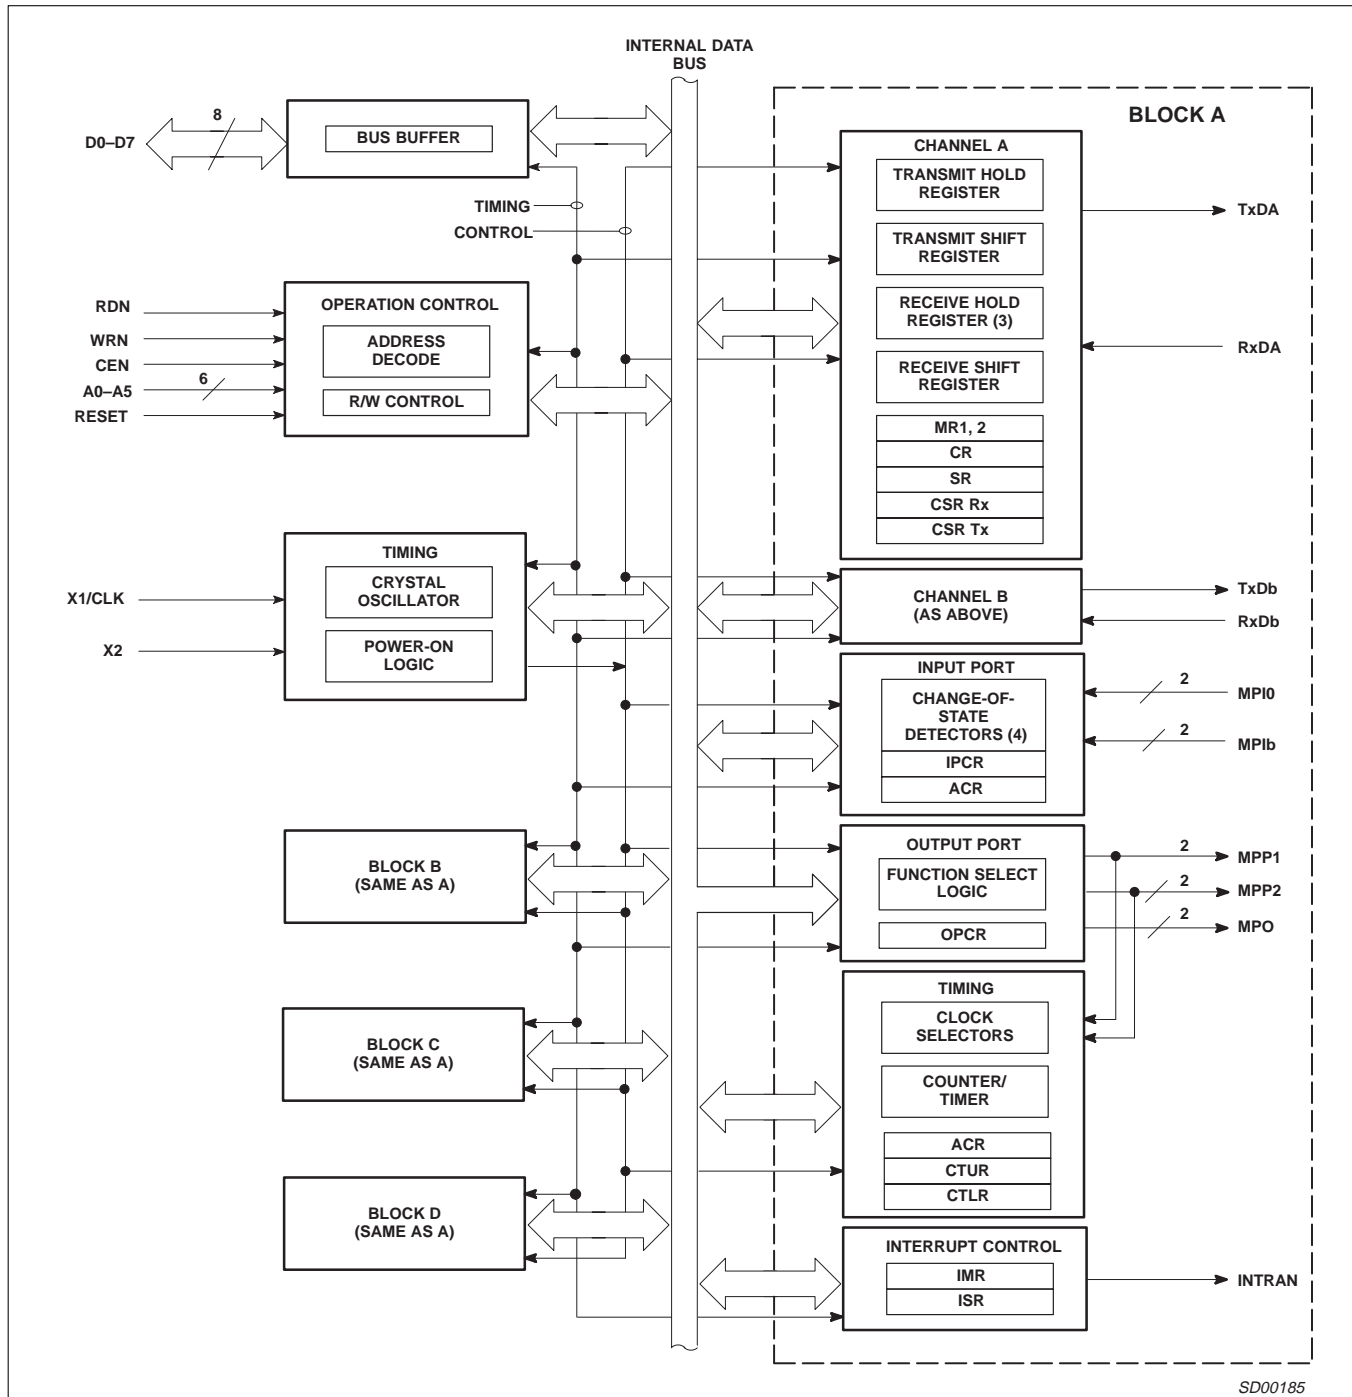 INTERNAL DATA
BUS
D0–D7
8
BUS BUFFER
TIMING
CONTROL
RDN
WRN
CEN
A0–A5
6
RESET
OPERATION CONTROL
ADDRESS
DECODE
R/W CONTROL
X1/CLK
X2
TIMING
CRYSTAL
OSCILLATOR
POWER-ON
LOGIC
BLOCK B
(SAME AS A)
BLOCK C
(SAME AS A)
BLOCK D
(SAME AS A)
BLOCK A
CHANNEL A
TRANSMIT HOLD
REGISTER
TRANSMIT SHIFT
REGISTER
RECEIVE HOLD
REGISTER (3)
RECEIVE SHIFT
REGISTER
MR1, 2
CR
SR
CSR Rx
CSR Tx
TxDA
RxDA
CHANNEL B
(AS ABOVE)
TxDb
RxDb
INPUT PORT
CHANGE-OF-
STATE
DETECTORS (4)
IPCR
ACR
2
MPI0
2
MPIb
OUTPUT PORT
FUNCTION SELECT
LOGIC
OPCR
2
MPP1
2
MPP2
2
MPO
TIMING
CLOCK
SELECTORS
COUNTER/
TIMER
ACR
CTUR
CTLR
INTERRUPT CONTROL
IMR
ISR
INTRAN
SD00185